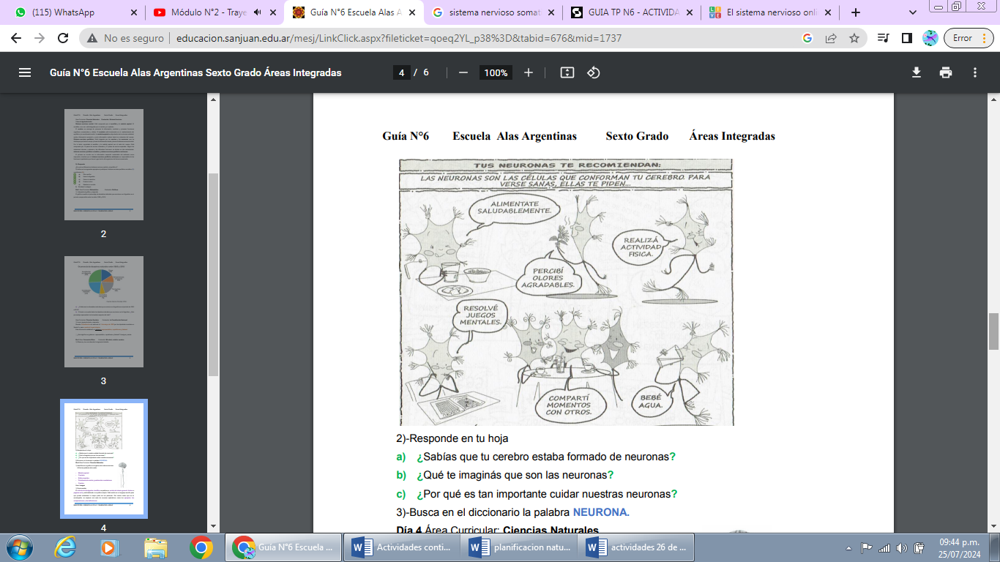 (115) WhatsApp
Módulo N°2 - Traye
Guía N°6 Escuela Alas A
sistema nervioso somat
GUIA TP N6 - ACTIVIDA
El sistema nervioso onli
No es seguro
educacion.sanjuan.edu.ar/mesj/LinkClick.aspx?fileticket=qoeq2YL_p38%3D&tabid=676&mid=1737
Error
Guía N°6 Escuela Alas Argentinas Sexto Grado Áreas Integradas
4 / 6
100%
2
3
4
Guía N°6 Escuela Alas Argentinas Sexto Grado Áreas Integradas
TUS NEURONAS TE RECOMIENDAN:
LAS NEURONAS SON LAS CÉLULAS QUE CONFORMAN TU CEREBRO. PARA
VERSE SANAS, ELLAS TE PIDEN...
ALIMENTATE
SALUDABLEMENTE.
REALIZÁ
ACTIVIDAD
FISICA.
PERCIBÍ
OLORES
AGRADABLES.
RESOLVÉ
JUEGOS
MENTALES.
COMPARTÍ
MOMENTOS
CON OTROS.
BEBÉ
AGUA.
2)-Responde en tu hoja
a) ¿Sabías que tu cerebro estaba formado de neuronas?
b) ¿Qué te imaginás que son las neuronas?
c) ¿Por qué es tan importante cuidar nuestras neuronas?
3)-Busca en el diccionario la palabra NEURONA.
Día 4 Área Curricular: Ciencias Naturales
Guía N°6 Escuela ...
Actividades conti...
planificacion natu...
actividades 26 de ...
09:44 p.m.
25/07/2024